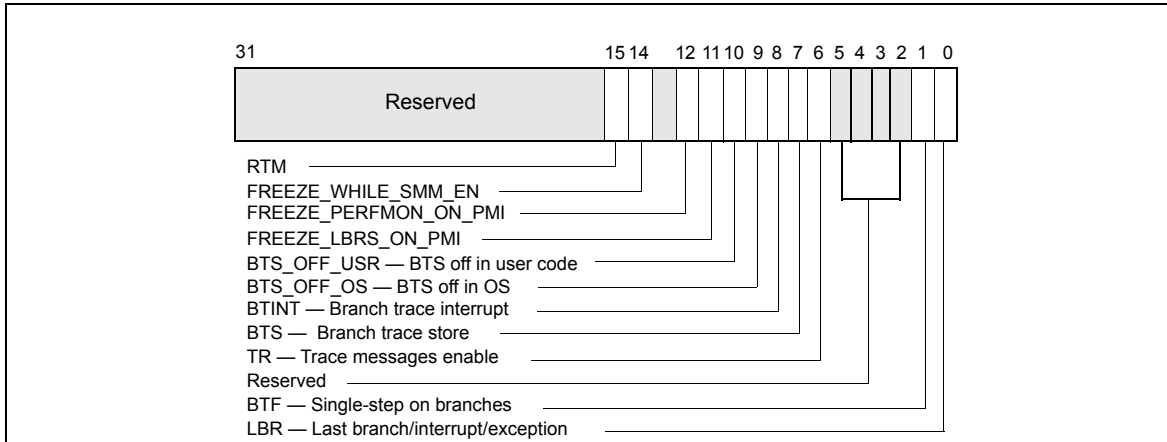 31 15 14 12 11 10 9 8 7 6 5 4 3 2 1 0
Reserved
RTM
FREEZE_WHILE_SMM_EN
FREEZE_PERFMON_ON_PMI
FREEZE_LBRS_ON_PMI
BTS_OFF_USR — BTS off in user code
BTS_OFF_OS — BTS off in OS
BTINT — Branch trace interrupt
BTS — Branch trace store
TR — Trace messages enable
Reserved
BTF — Single-step on branches
LBR — Last branch/interrupt/exception